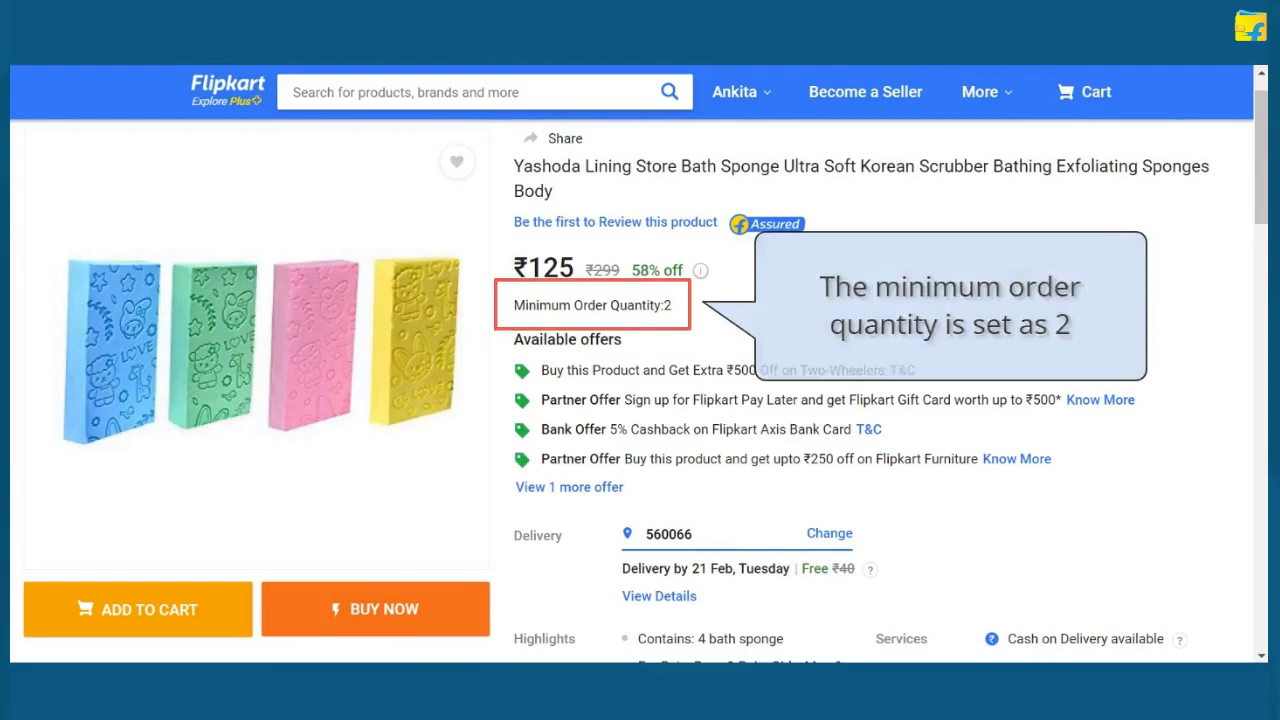 Flipkart
Explore Plus
Search for products, brands and more
Ankita
Become a Seller
More
Cart
Share
Yashoda Lining Store Bath Sponge Ultra Soft Korean Scrubber Bathing Exfoliating Sponges
Body
Be the first to Review this product
Assured
₹125 ₹299 58% off
Minimum Order Quantity:2
The minimum order
quantity is set as 2
Available offers
Buy this Product and Get Extra ₹500 Off on Two-Wheelers T&C
Partner Offer Sign up for Flipkart Pay Later and get Flipkart Gift Card worth up to ₹500* Know More
Bank Offer 5% Cashback on Flipkart Axis Bank Card T&C
Partner Offer Buy this product and get upto ₹250 off on Flipkart Furniture Know More
View 1 more offer
Delivery
560066
Change
Delivery by 21 Feb, Tuesday | Free ₹40 ?
View Details
ADD TO CART
BUY NOW
Highlights
Contains: 4 bath sponge
Services
Cash on Delivery available ?
LOVE
LOVE
LOVE
LOVE